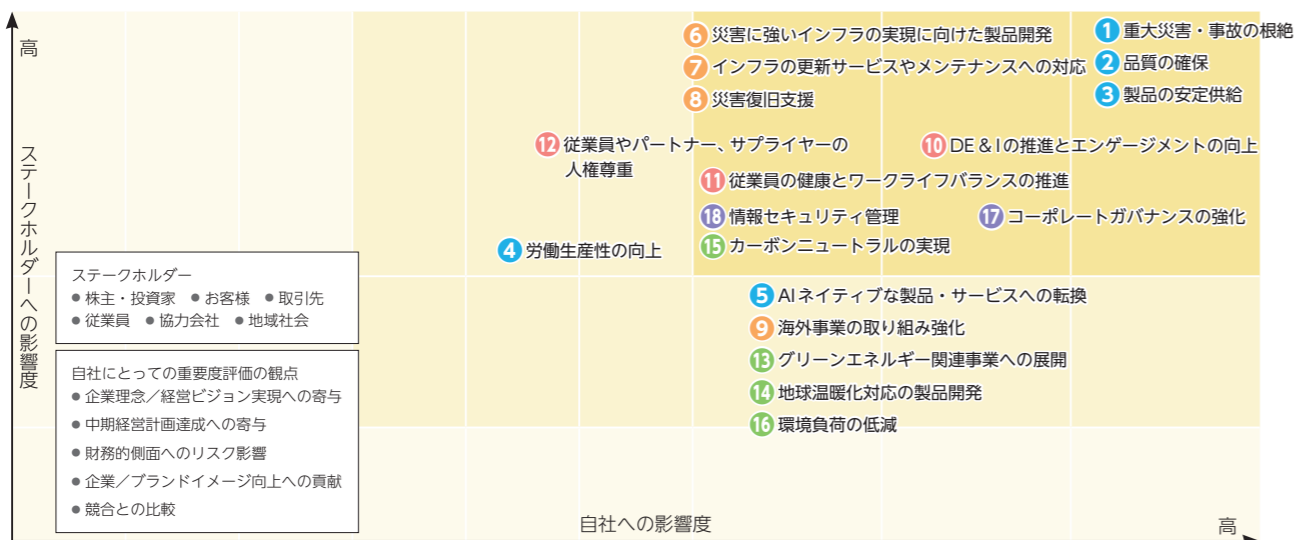 高
ステークホルダーへの影響度
⑥ 災害に強いインフラの実現に向けた製品開発
⑦ インフラの更新サービスやメンテナンスへの対応
⑧ 災害復旧支援
① 重大災害・事故の根絶
② 品質の確保
③ 製品の安定供給
⑫ 従業員やパートナー、サプライヤーの
人権尊重
⑩ DE&Iの推進とエンゲージメントの向上
⑪ 従業員の健康とワークライフバランスの推進
⑱ 情報セキュリティ管理
⑰ コーポレートガバナンスの強化
⑮ カーボンニュートラルの実現
④ 労働生産性の向上
⑤ AIネイティブな製品・サービスへの転換
⑨ 海外事業の取り組み強化
⑬ グリーンエネルギー関連事業への展開
⑭ 地球温暖化対応の製品開発
⑯ 環境負荷の低減
ステークホルダー
● 株主・投資家 ● お客様 ● 取引先
● 従業員 ● 協力会社 ● 地域社会
自社にとっての重要度評価の観点
● 企業理念／経営ビジョン実現への寄与
● 中期経営計画達成への寄与
● 財務的側面へのリスク影響
● 企業／ブランドイメージ向上への貢献
● 競合との比較
自社への影響度
高